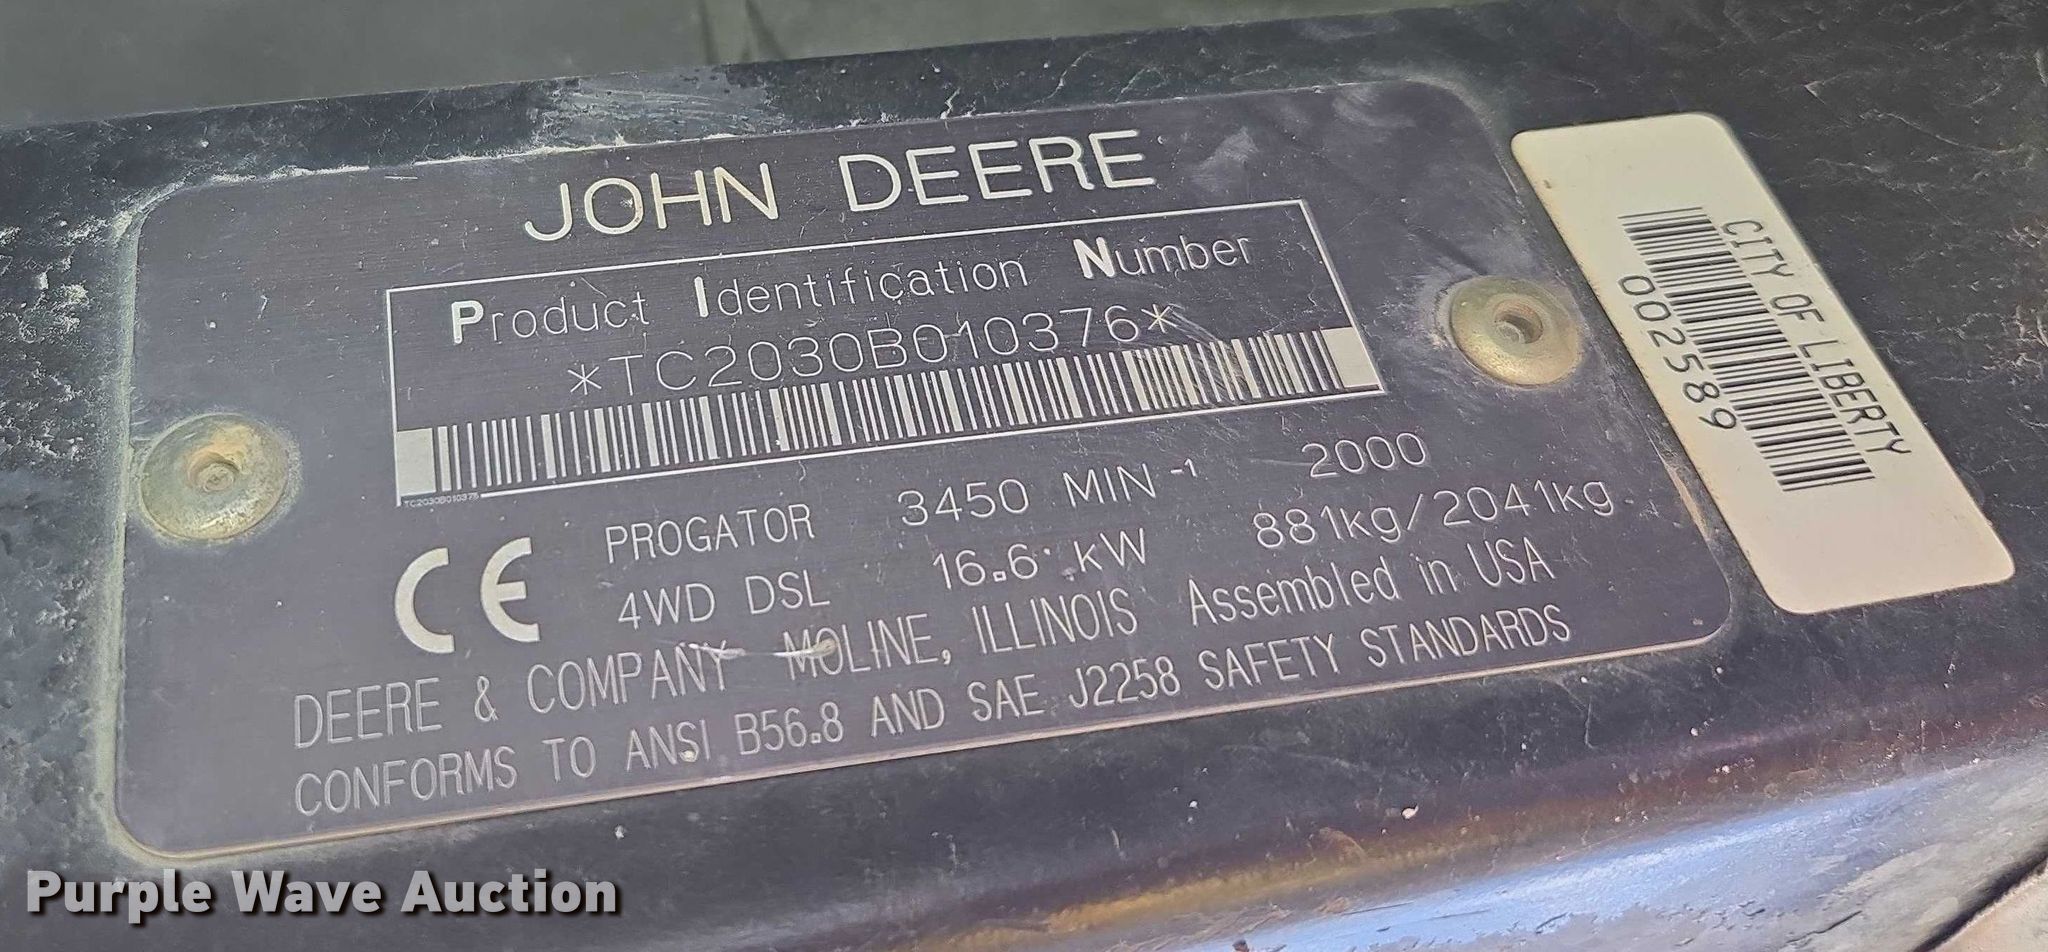 JOHN DEERE
Product Identification Number
*TC2030B010376*
TC2030B010376
PROGATOR 3450 MIN⁻¹ 2000
4WD DSL 16.6 kW 881kg/2041kg
CE
DEERE & COMPANY MOLINE, ILLINOIS Assembled in USA
CONFORMS TO ANSI B56.8 AND SAE J2258 SAFETY STANDARDS
CITY OF LIBERTY
002589
Purple Wave Auction